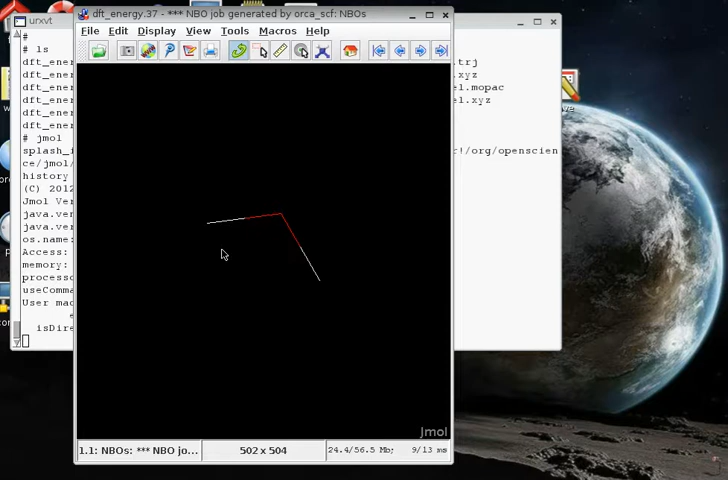 urxvt
dft_energy.37 - *** NBO job generated by orca_scf: NBOs
File Edit Display View Tools Macros Help
#
# ls
dft_ener
.trj
dft_ener
.xyz
dft_ener
el.mopac
dft_ener
el.xyz
dft_ener
dft_ener
# jmol
splash_
r!/org/openscien
ce/jmol/
history
(C) 2012
Jmol Ver
java.ver
java.ver
os.name:
Access:
memory:
processo
useComma
User mac
e
isDire
Jmol
1.1: NBOs: *** NBO jo...
502 x 504
24.4/56.5 Mb; 9/13 ms